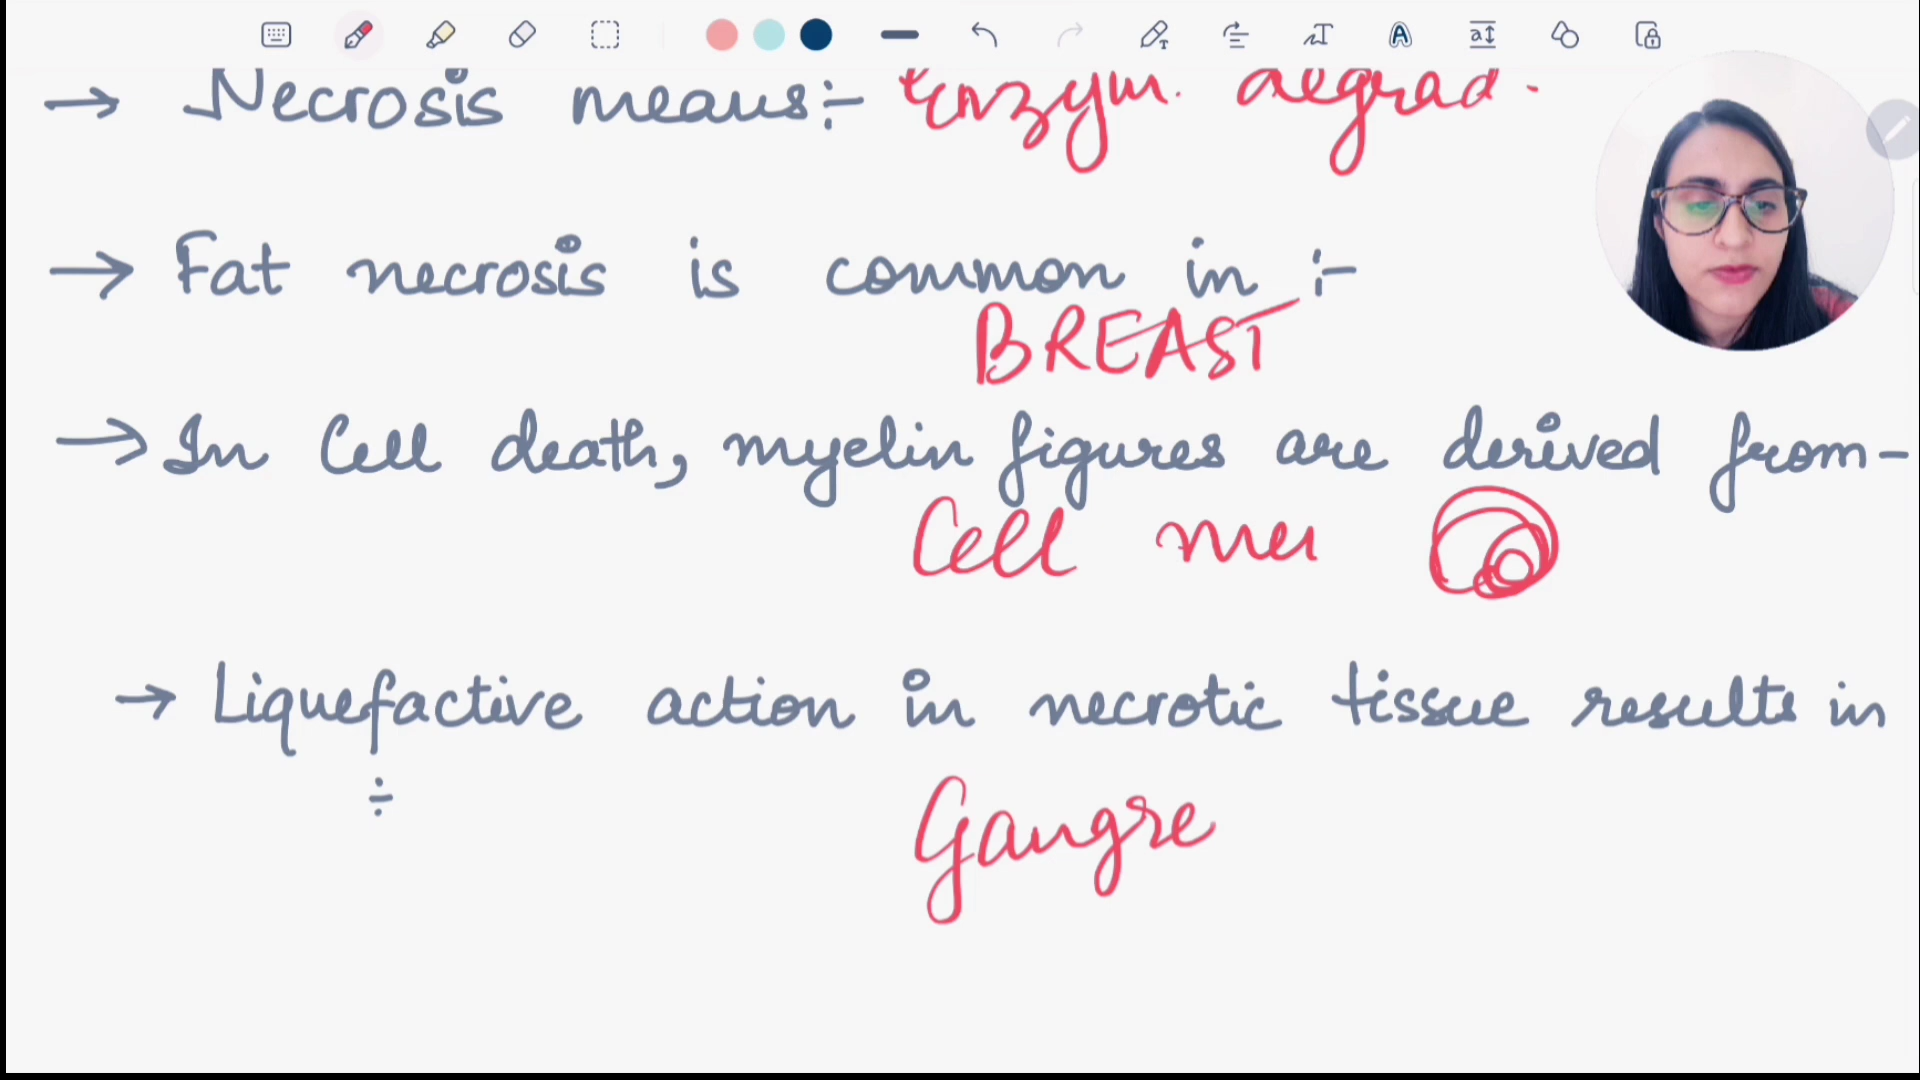 → Necrosis means:- Enzym. degrad.
→ Fat necrosis is common in :-
BREAST
→ In Cell death, myelin figures are derived from-
Cell mem
→ Liquefactive action in necrotic tissue results in
÷
Gangre